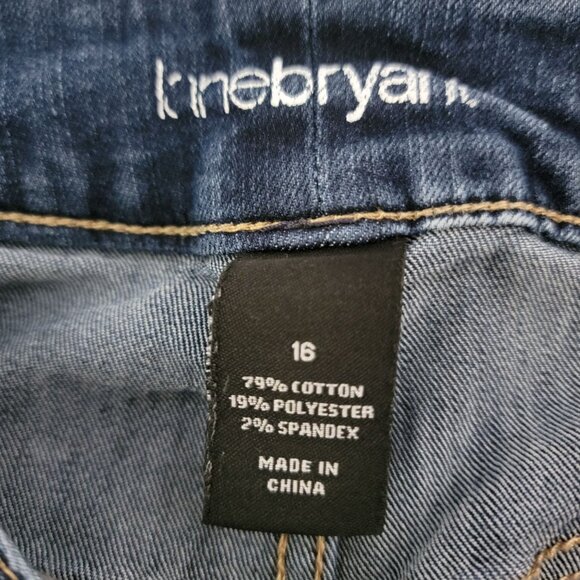 16
79% COTTON
19% POLYESTER
2% SPANDEX
MADE IN
CHINA